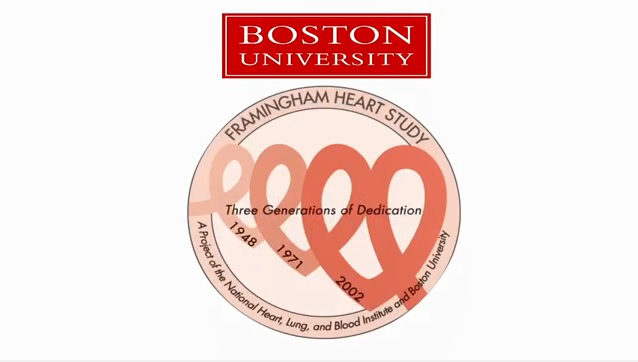 BOSTON
UNIVERSITY
FRAMINGHAM HEART STUDY
Three Generations of Dedication
1948
1971
2002
A Project of the National Heart, Lung, and Blood Institute and Boston University